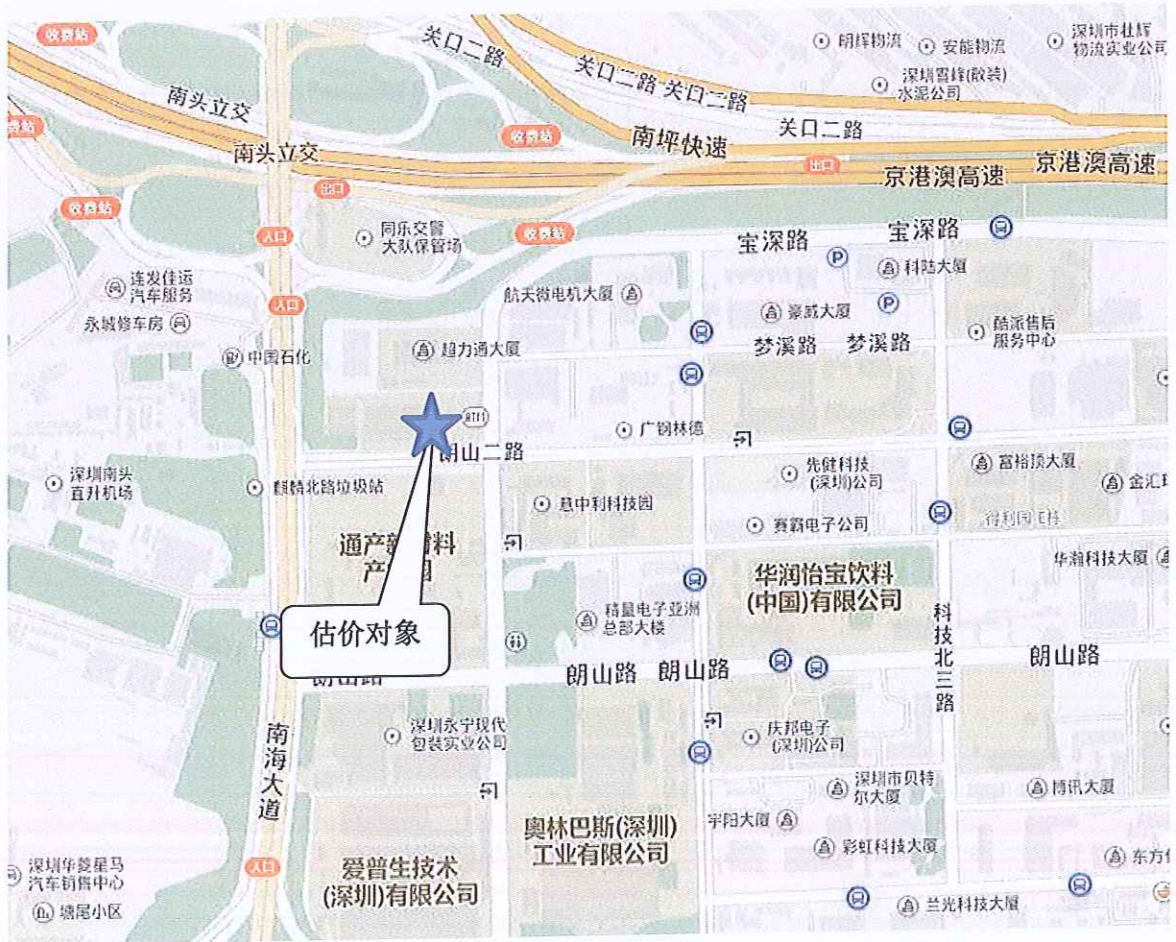 收费站
关口二路
明辉物流
安能物流
深圳市壮辉
物流实业公司
关口二路
关口二路
深圳雪峰(散装)
水泥公司
南头立交
收费站
收费站
南坪快速
关口二路
南头立交
出口
出口
京港澳高速
京港澳高速
收费站
入口
同乐交警
大队保管场
收费站
宝深路
宝深路
P
科陆大厦
连发佳运
汽车服务
航天微电机大厦
入口
P
永城修车房
豪威大厦
酷派售后
服务中心
中国石化
超力通大厦
梦溪路
梦溪路
ATM
广钢林德
朗山二路
深圳南头
直升机场
麒麟北路垃圾站
先健科技
(深圳)公司
富裕顶大厦
金汇球
意中利科技园
赛霸电子公司
得利园E栋
通产新材料
产业园
华瀚科技大厦
华润怡宝饮料
(中国)有限公司
精量电子亚洲
总部大楼
科技北三路
估价对象
朗山路
朗山路
朗山路
朗山路
深圳永宁现代
包装实业公司
庆邦电子
(深圳)公司
南海大道
深圳市贝特
尔大厦
博讯大厦
宇阳大厦
奥林巴斯(深圳)
工业有限公司
彩虹科技大厦
深圳华菱星马
汽车销售中心
入口
爱普生技术
(深圳)有限公司
东方信
塘尾小区
兰光科技大厦